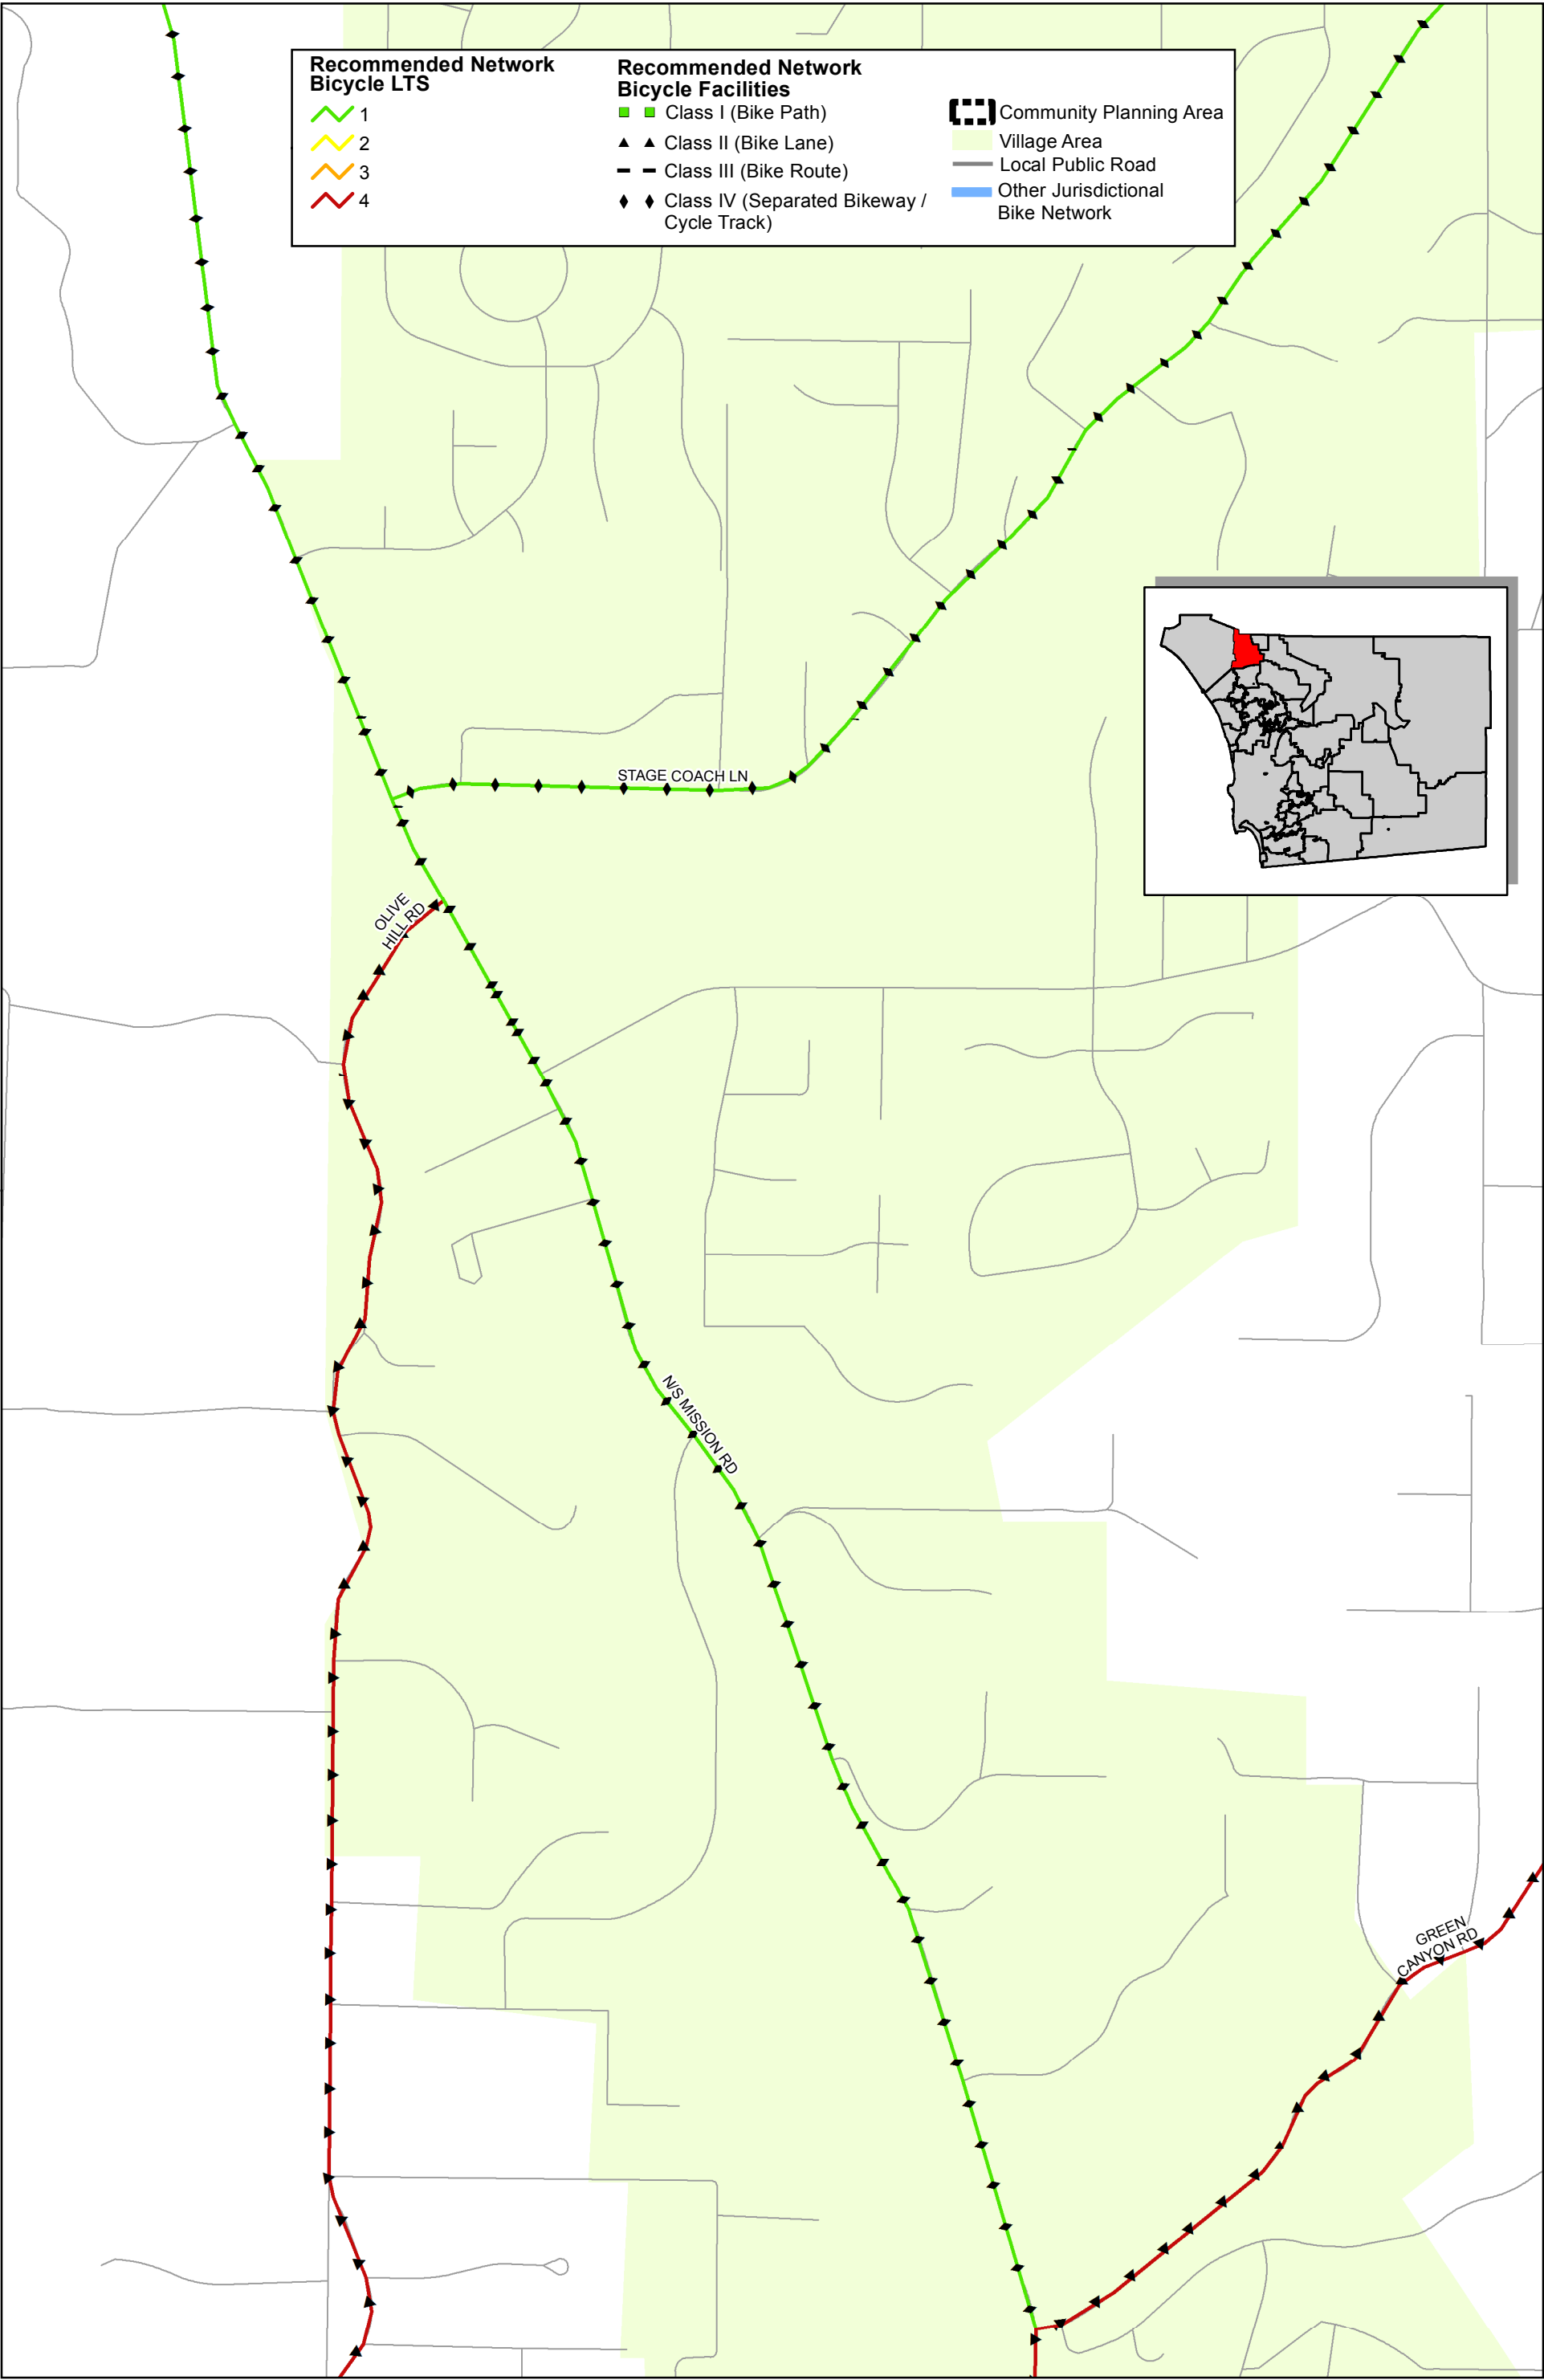 Recommended Network
Bicycle LTS
1
2
3
4
Recommended Network
Bicycle Facilities
Class I (Bike Path)
Class II (Bike Lane)
Class III (Bike Route)
Class IV (Separated Bikeway /
Cycle Track)
Community Planning Area
Village Area
Local Public Road
Other Jurisdictional
Bike Network
STAGE COACH LN
OLIVE
HILL RD
N/S MISSION RD
GREEN
CANYON RD